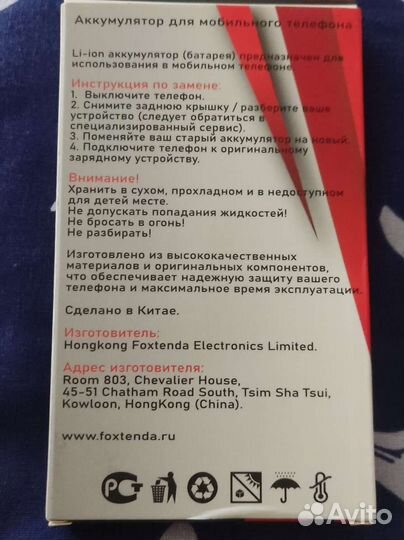 Аккумулятор для мобильного телефона
Li-ion аккумулятор (батарея) предназначен для
использования в мобильном телефоне.
Инструкция по замене:
1. Выключите телефон.
2. Снимите заднюю крышку / разберите ваше
устройство (следует обратиться в
специализированный сервис).
3. Поменяйте ваш старый аккумулятор на новый.
4. Подключите телефон к оригинальному
зарядному устройству.
Внимание!
Хранить в сухом, прохладном и в недоступном
для детей месте.
Не допускать попадания жидкостей!
Не бросать в огонь!
Не разбирать!
Изготовлено из высококачественных
материалов и оригинальных компонентов,
что обеспечивает надежную защиту вашего
телефона и максимальное время эксплуатации.
Сделано в Китае.
Изготовитель:
Hongkong Foxtenda Electronics Limited.
Адрес изготовителя:
Room 803, Chevalier House,
45-51 Chatham Road South, Tsim Sha Tsui,
Kowloon, HongKong (China).
www.foxtenda.ru
Avito